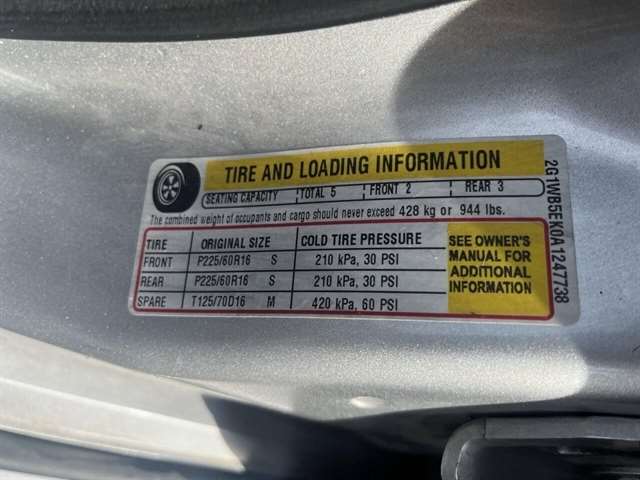 TIRE AND LOADING INFORMATION
SEATING CAPACITY TOTAL 5 FRONT 2 REAR 3
The combined weight of occupants and cargo should never exceed 428 kg or 944 lbs.
TIRE ORIGINAL SIZE COLD TIRE PRESSURE
FRONT P225/60R16 S 210 kPa, 30 PSI
REAR P225/60R16 S 210 kPa, 30 PSI
SPARE T125/70D16 M 420 kPa, 60 PSI
SEE OWNER'S
MANUAL FOR
ADDITIONAL
INFORMATION
2G1WB5EK0A1247738